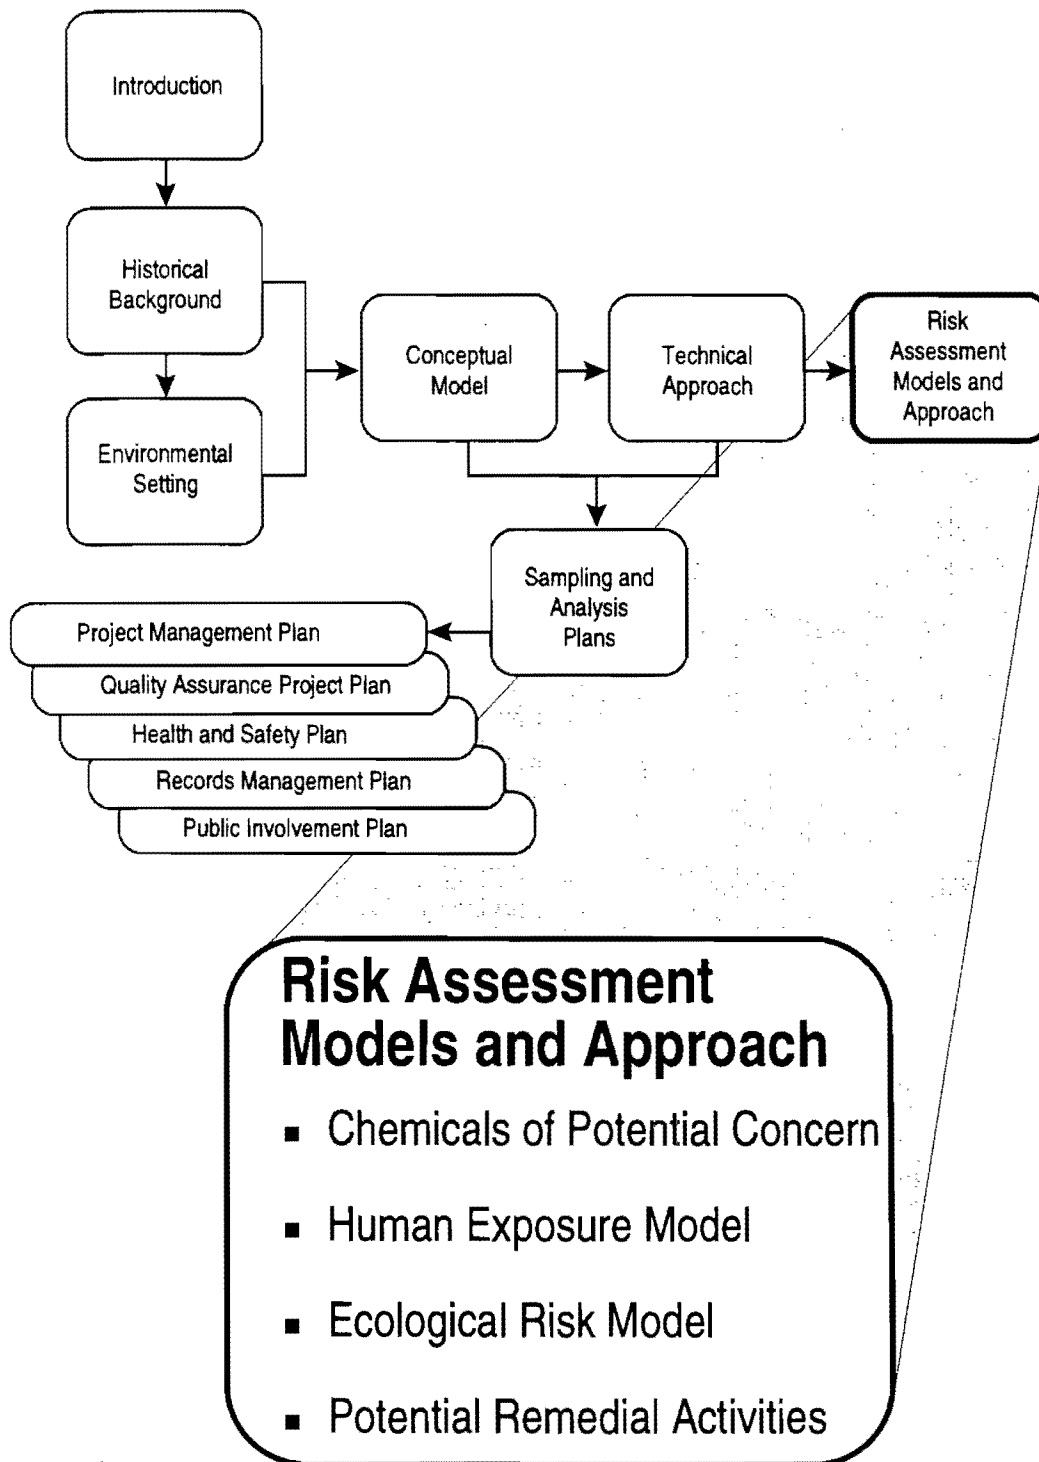 Introduction
Historical
Background
Environmental
Setting
Conceptual
Model
Technical
Approach
Risk
Assessment
Models and
Approach
Sampling and
Analysis
Plans
Project Management Plan
Quality Assurance Project Plan
Health and Safety Plan
Records Management Plan
Public Involvement Plan
Risk Assessment
Models and Approach
▪ Chemicals of Potential Concern
▪ Human Exposure Model
▪ Ecological Risk Model
▪ Potential Remedial Activities